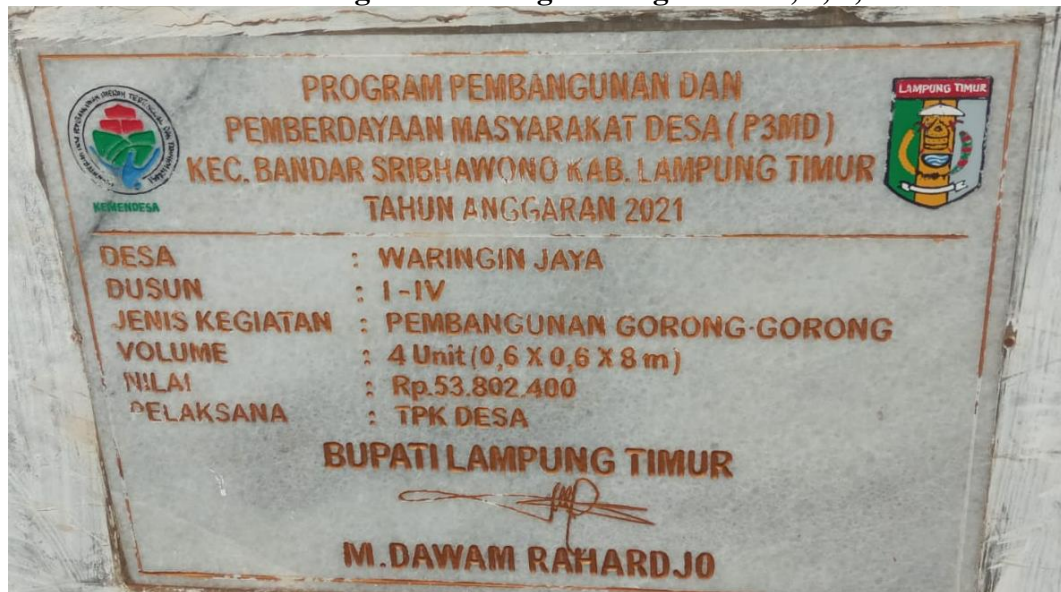 PROGRAM PEMBANGUNAN DAN
PEMBERDAYAAN MASYARAKAT DESA (P3MD)
KEC. BANDAR SRIBHAWONO KAB. LAMPUNG TIMUR
TAHUN ANGGARAN 2021
KEMENDESA
LAMPUNG TIMUR
DESA : WARINGIN JAYA
DUSUN : I-IV
JENIS KEGIATAN : PEMBANGUNAN GORONG-GORONG
VOLUME : 4 Unit (0,6 X 0,6 X 8 m)
NILAI : Rp.53.802.400
PELAKSANA : TPK DESA
BUPATI LAMPUNG TIMUR
M.DAWAM RAHARDJO